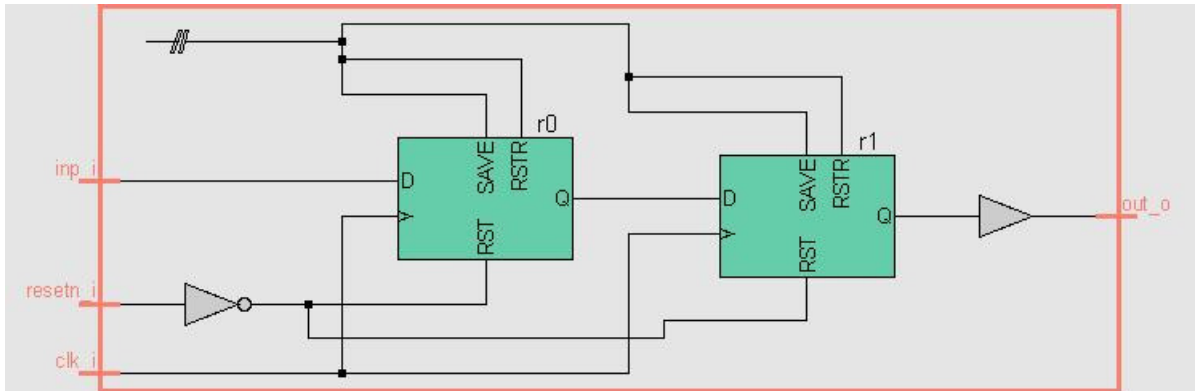 r0
r1
inp_i
D
SAVE
RSTR
Q
RST
D
SAVE
RSTR
Q
RST
out_o
resetn_i
clk_i